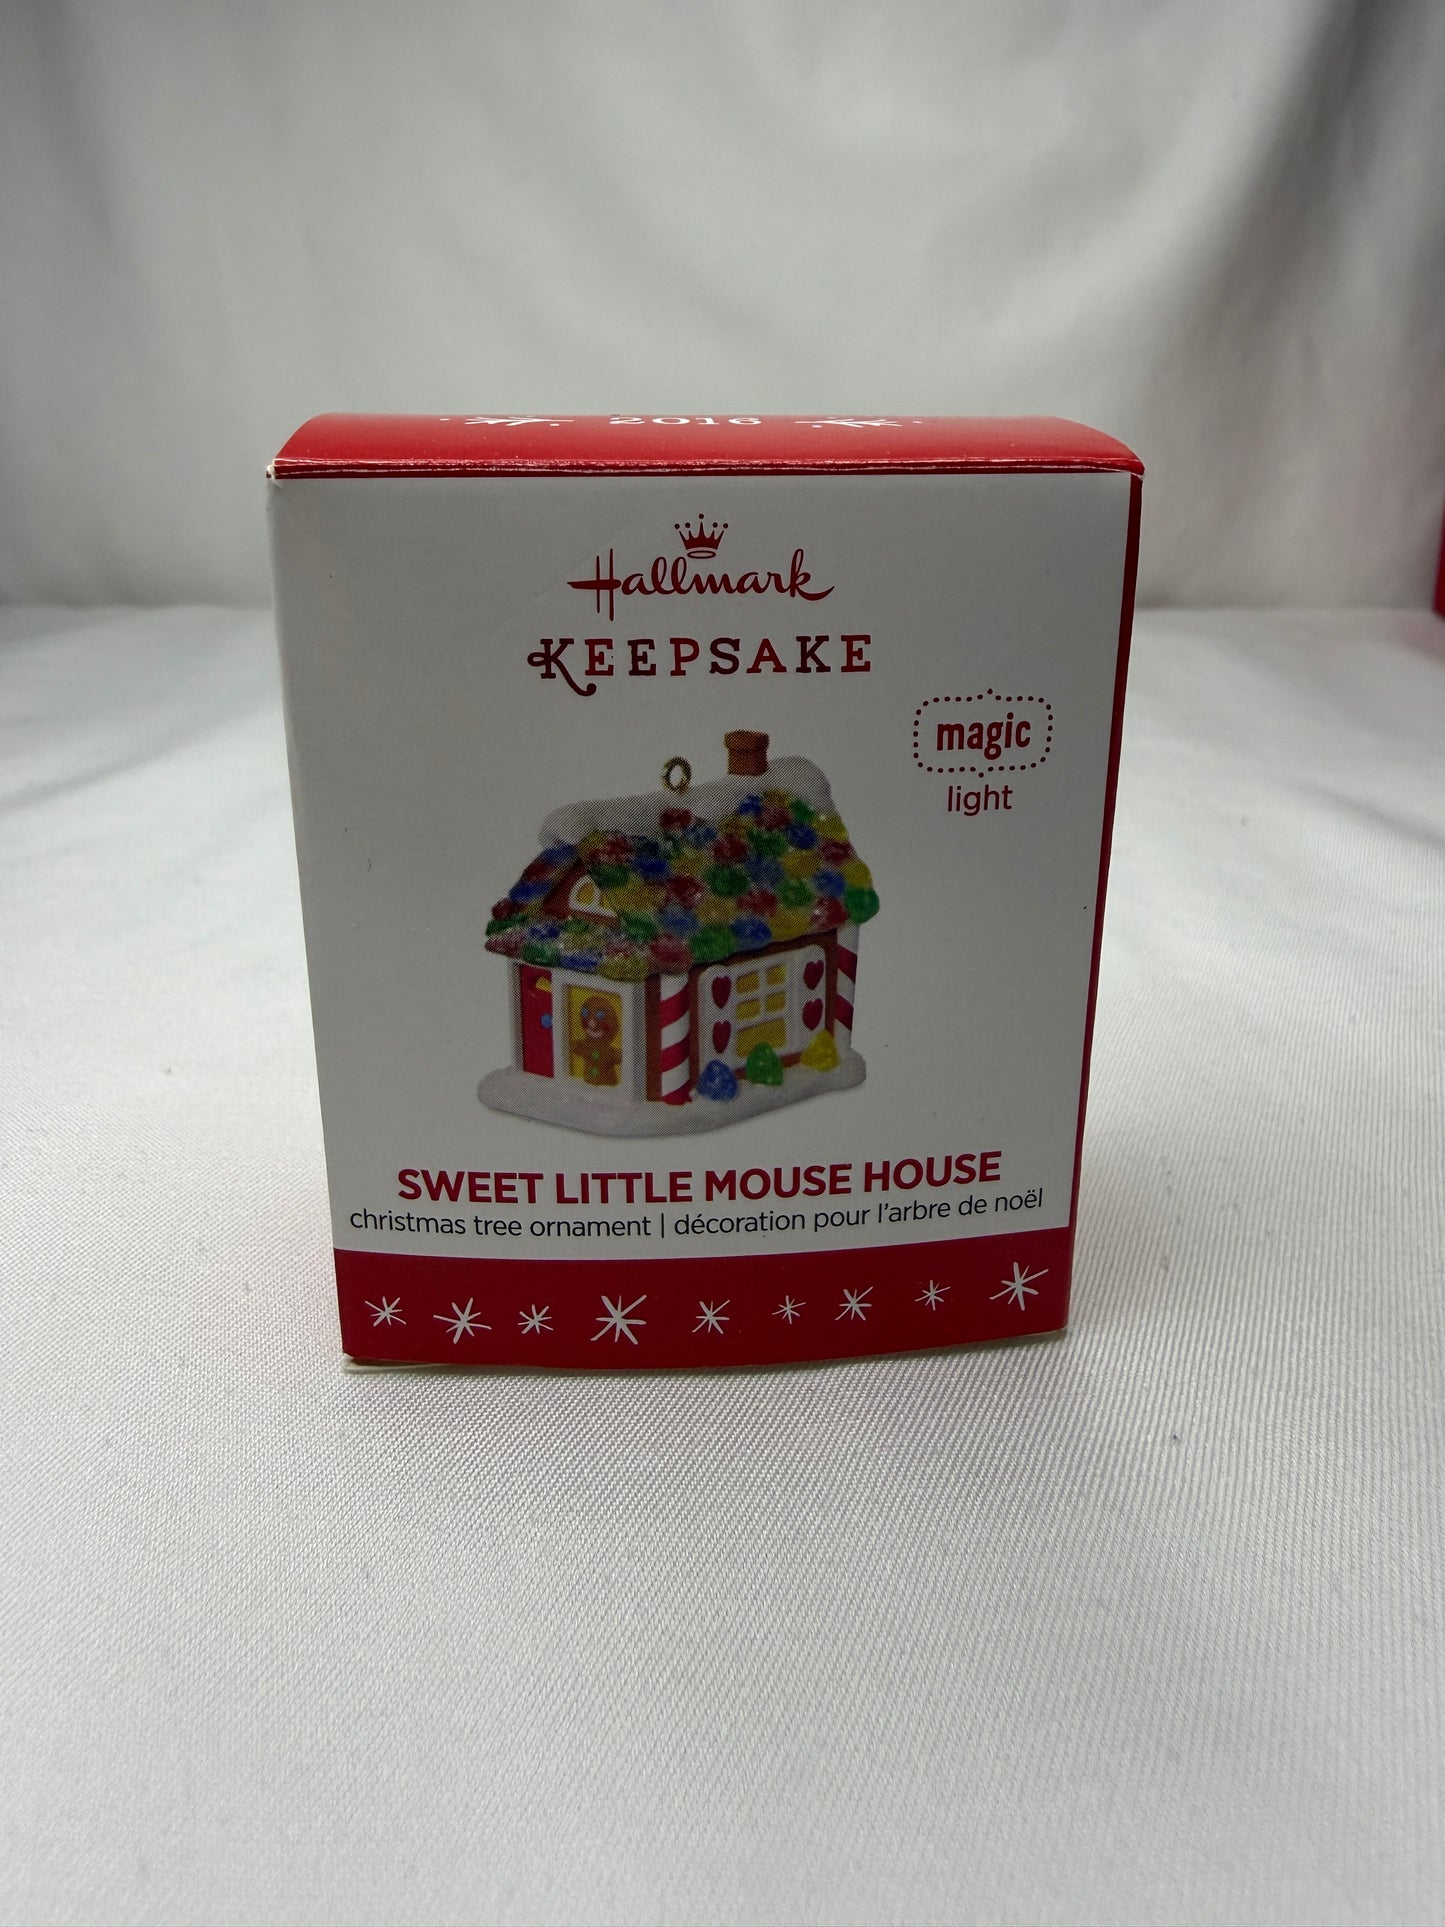 2016
Hallmark
KEEPSAKE
magic
light
SWEET LITTLE MOUSE HOUSE
christmas tree ornament | décoration pour l'arbre de noël